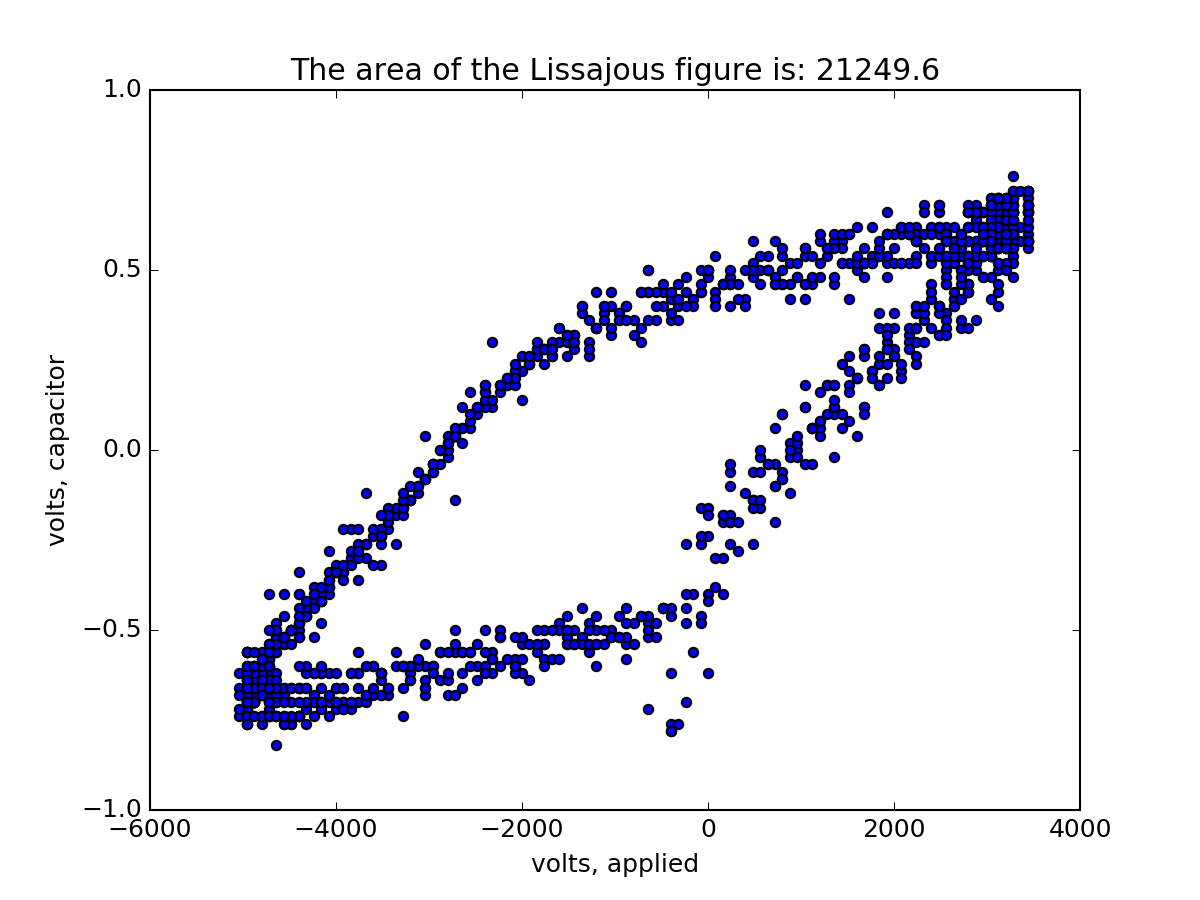 The area of the Lissajous figure is: 21249.6
1.0
0.5
0.0
−0.5
−1.0
volts, capacitor
−6000 −4000 −2000 0 2000 4000
volts, applied